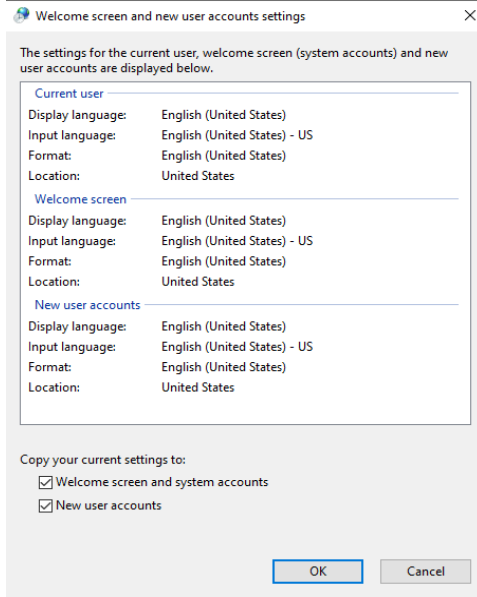 Welcome screen and new user accounts settings
The settings for the current user, welcome screen (system accounts) and new
user accounts are displayed below.
Current user
Display language: English (United States)
Input language: English (United States) - US
Format: English (United States)
Location: United States
Welcome screen
Display language: English (United States)
Input language: English (United States) - US
Format: English (United States)
Location: United States
New user accounts
Display language: English (United States)
Input language: English (United States) - US
Format: English (United States)
Location: United States
Copy your current settings to:
Welcome screen and system accounts
New user accounts
OK Cancel